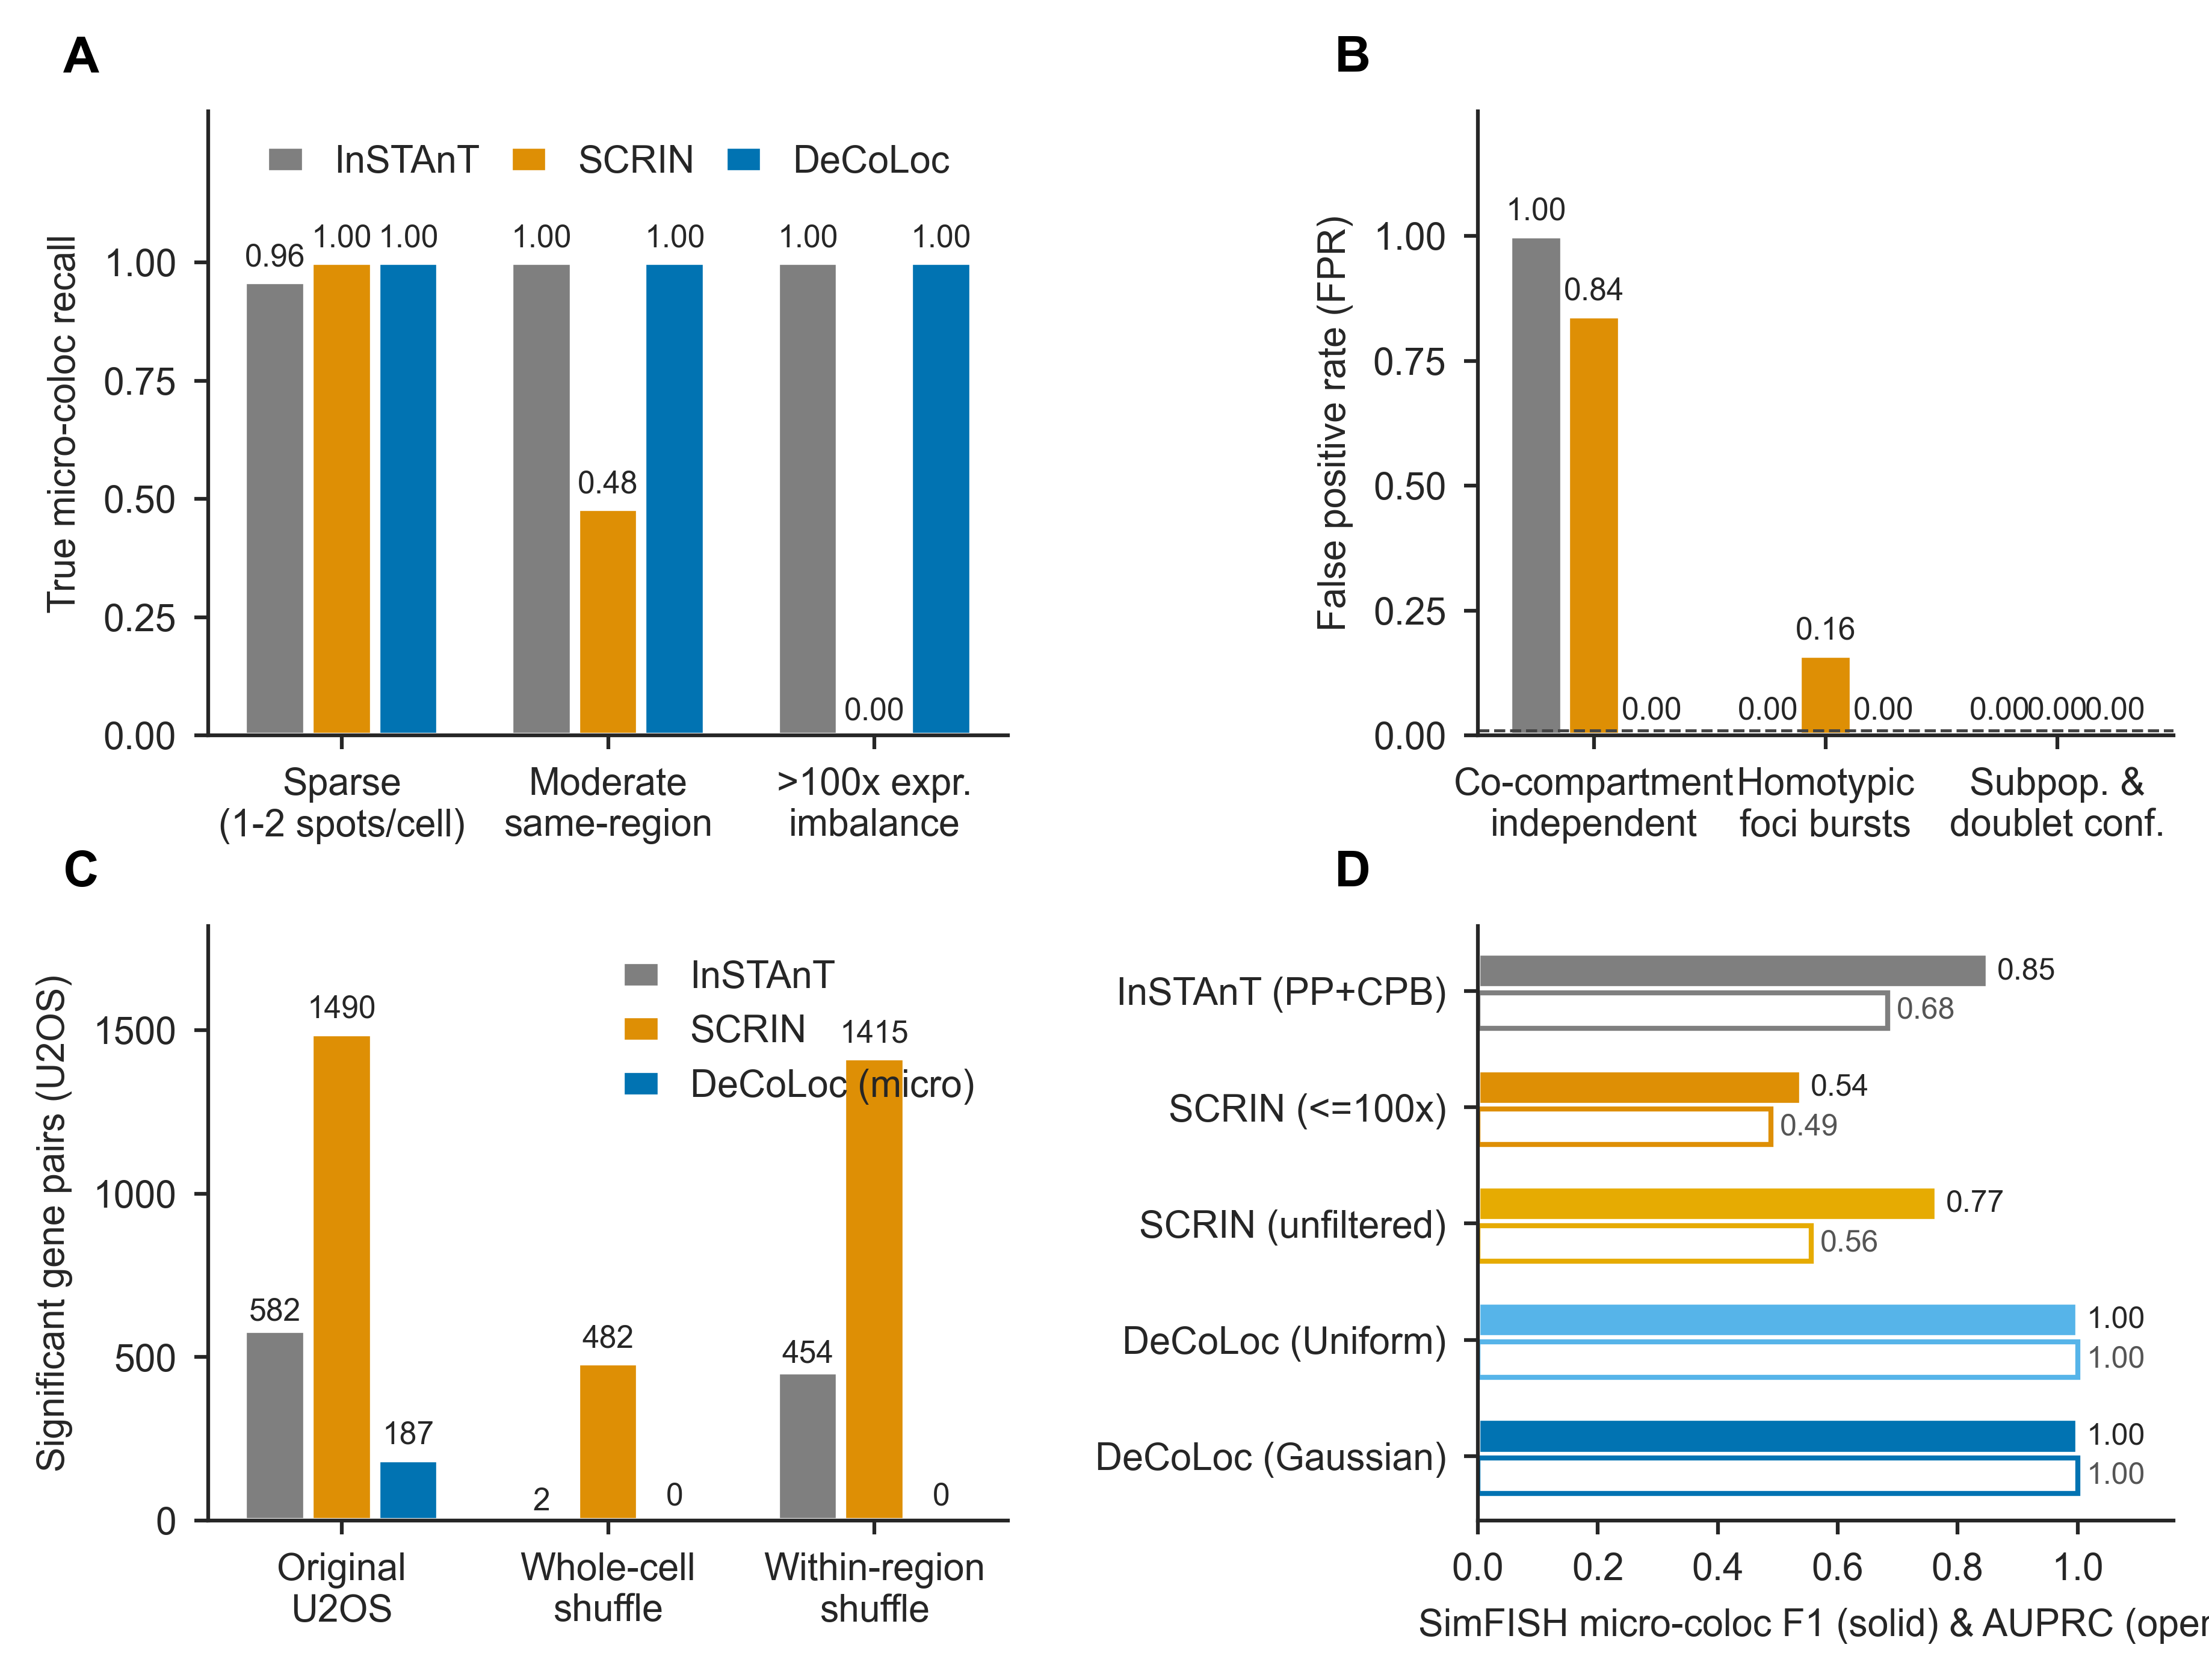 A
InSTAnT SCRIN DeCoLoc
True micro-coloc recall
1.00
0.75
0.50
0.25
0.00
0.96 1.00 1.00
1.00 0.48 1.00
1.00 0.00 1.00
Sparse
(1-2 spots/cell)
Moderate
same-region
>100x expr.
imbalance
B
False positive rate (FPR)
1.00
0.75
0.50
0.25
0.00
1.00 0.84 0.00
0.00 0.16 0.00
0.00 0.00 0.00
Co-compartment
independent
Homotypic
foci bursts
Subpop. &
doublet conf.
C
InSTAnT
SCRIN
DeCoLoc (micro)
Significant gene pairs (U2OS)
1500
1000
500
0
582 1490 187
2 482 0
454 1415 0
Original
U2OS
Whole-cell
shuffle
Within-region
shuffle
D
InSTAnT (PP+CPB)
0.85
0.68
SCRIN (<=100x)
0.54
0.49
SCRIN (unfiltered)
0.77
0.56
DeCoLoc (Uniform)
1.00
1.00
DeCoLoc (Gaussian)
1.00
1.00
0.0 0.2 0.4 0.6 0.8 1.0
SimFISH micro-coloc F1 (solid) & AUPRC (oper